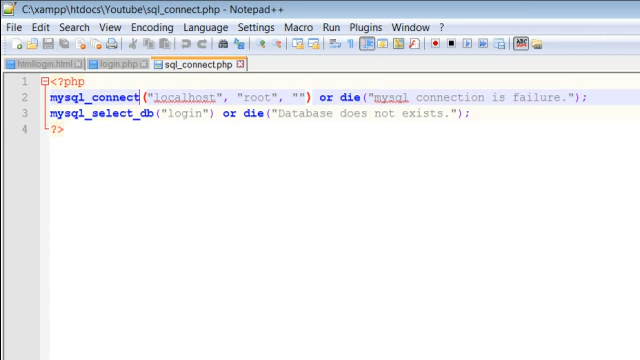 C:\xampp\htdocs\Youtube\sql_connect.php - Notepad++
File Edit Search View Encoding Language Settings Macro Run Plugins Window ?
htmllogin.html login.php sql_connect.php
1 <?php
2 mysql_connect("localhost", "root", "") or die("mysql connection is failure.");
3 mysql_select_db("login") or die("Database does not exists.");
4 ?>